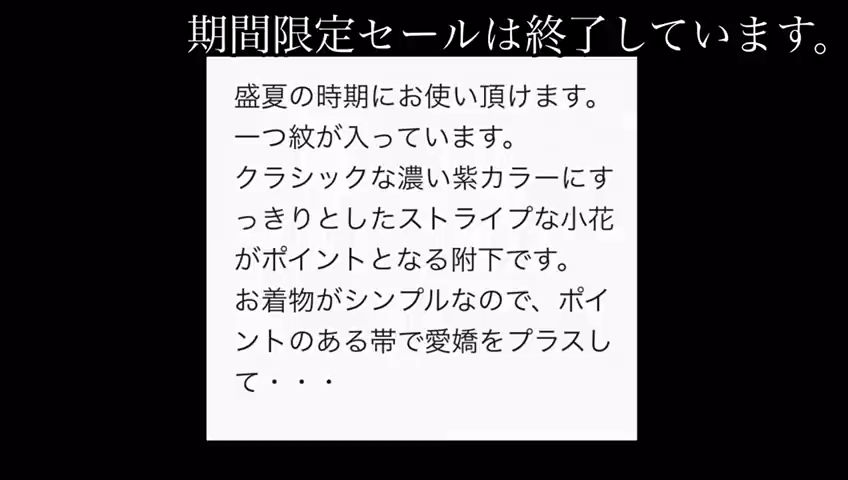 期間限定セールは終了しています。
盛夏の時期にお使い頂けます。
一つ紋が入っています。
クラシックな濃い紫カラーにす
っきりとしたストライプな小花
がポイントとなる附下です。
お着物がシンプルなので、ポイ
ントのある帯で愛嬌をプラスし
て・・・